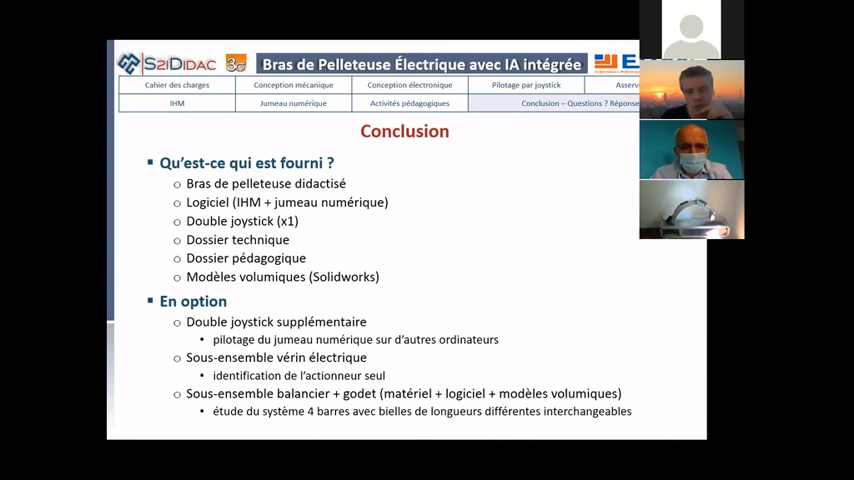 S2IDIDAC 3σ Bras de Pelleteuse Électrique avec IA intégrée
Cahier des charges Conception mécanique Conception électronique Pilotage par joystick
IHM Jumeau numérique Activités pédagogiques Conclusion – Questions ? Réponse
Conclusion
▪ Qu'est-ce qui est fourni ?
o Bras de pelleteuse didactisé
o Logiciel (IHM + jumeau numérique)
o Double joystick (x1)
o Dossier technique
o Dossier pédagogique
o Modèles volumiques (Solidworks)
▪ En option
o Double joystick supplémentaire
• pilotage du jumeau numérique sur d'autres ordinateurs
o Sous-ensemble vérin électrique
• identification de l'actionneur seul
o Sous-ensemble balancier + godet (matériel + logiciel + modèles volumiques)
• étude du système 4 barres avec bielles de longueurs différentes interchangeables